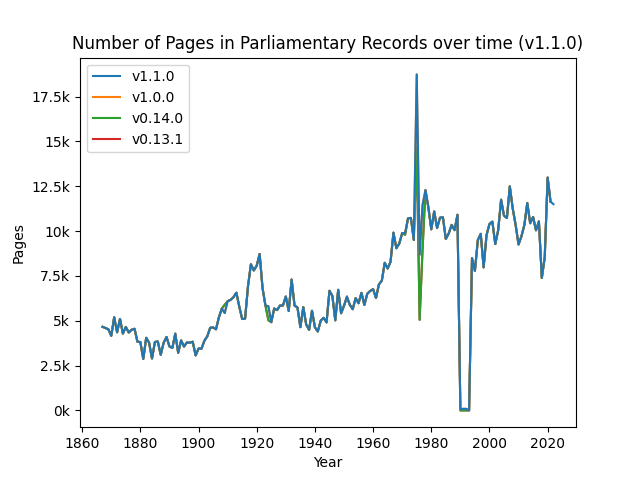 Number of Pages in Parliamentary Records over time (v1.1.0)
v1.1.0
v1.0.0
v0.14.0
v0.13.1
17.5k
15k
12.5k
10k
7.5k
5k
2.5k
0k
Pages
1860 1880 1900 1920 1940 1960 1980 2000 2020
Year